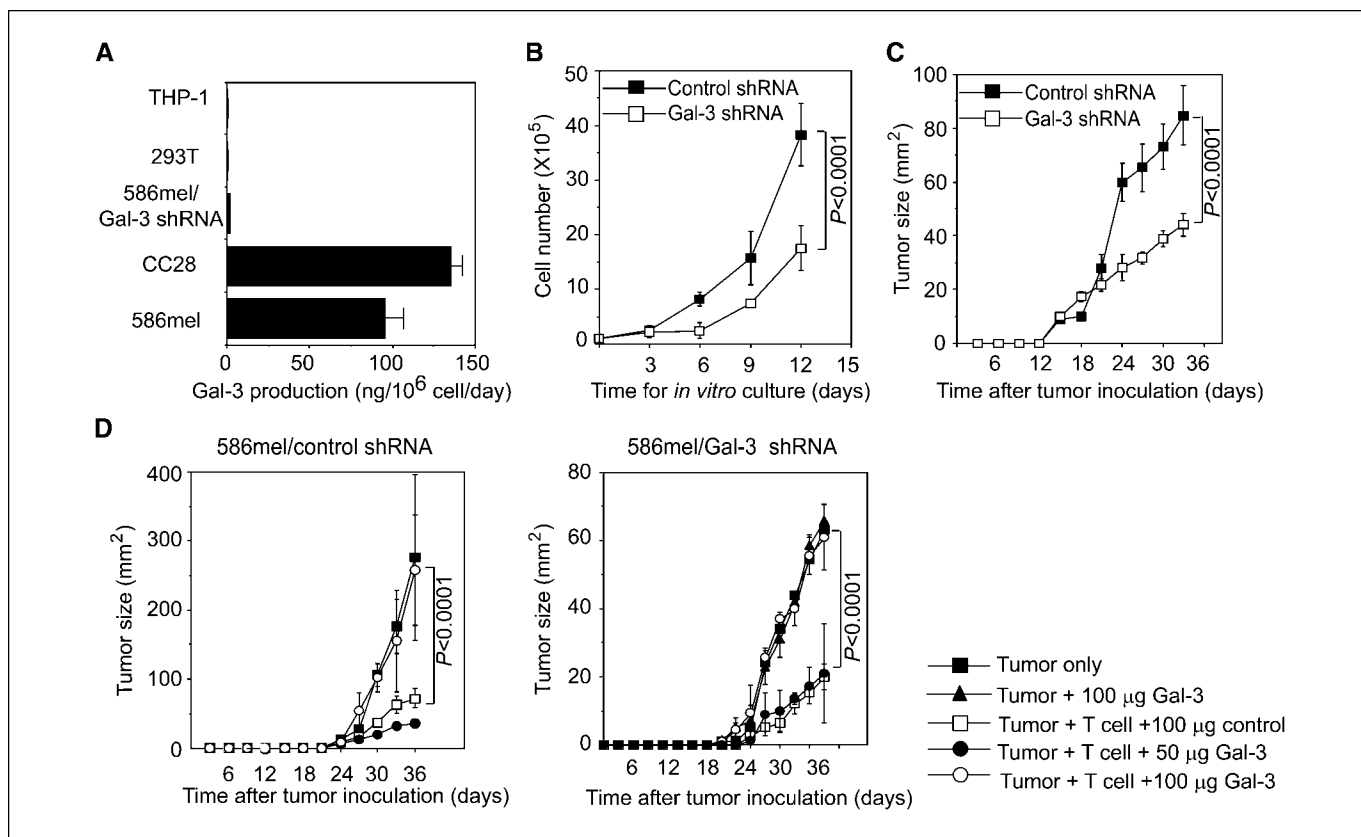 A
THP-1
293T
586mel/
Gal-3 shRNA
CC28
586mel
0 50 100 150
Gal-3 production (ng/10⁶ cell/day)
B
Control shRNA
Gal-3 shRNA
Cell number (X10⁵)
50
40
30
20
10
0
3 6 9 12 15
P<0.0001
Time for in vitro culture (days)
C
Control shRNA
Gal-3 shRNA
Tumor size (mm²)
100
80
60
40
20
0
6 12 18 24 30 36
P<0.0001
Time after tumor inoculation (days)
D
586mel/control shRNA
Tumor size (mm²)
400
300
200
100
0
6 12 18 24 30 36
P<0.0001
Time after tumor inoculation (days)
586mel/Gal-3 shRNA
Tumor size (mm²)
80
60
40
20
0
6 12 18 24 30 36
P<0.0001
Time after tumor inoculation (days)
Tumor only
Tumor + 100 μg Gal-3
Tumor + T cell +100 μg control
Tumor + T cell + 50 μg Gal-3
Tumor + T cell +100 μg Gal-3